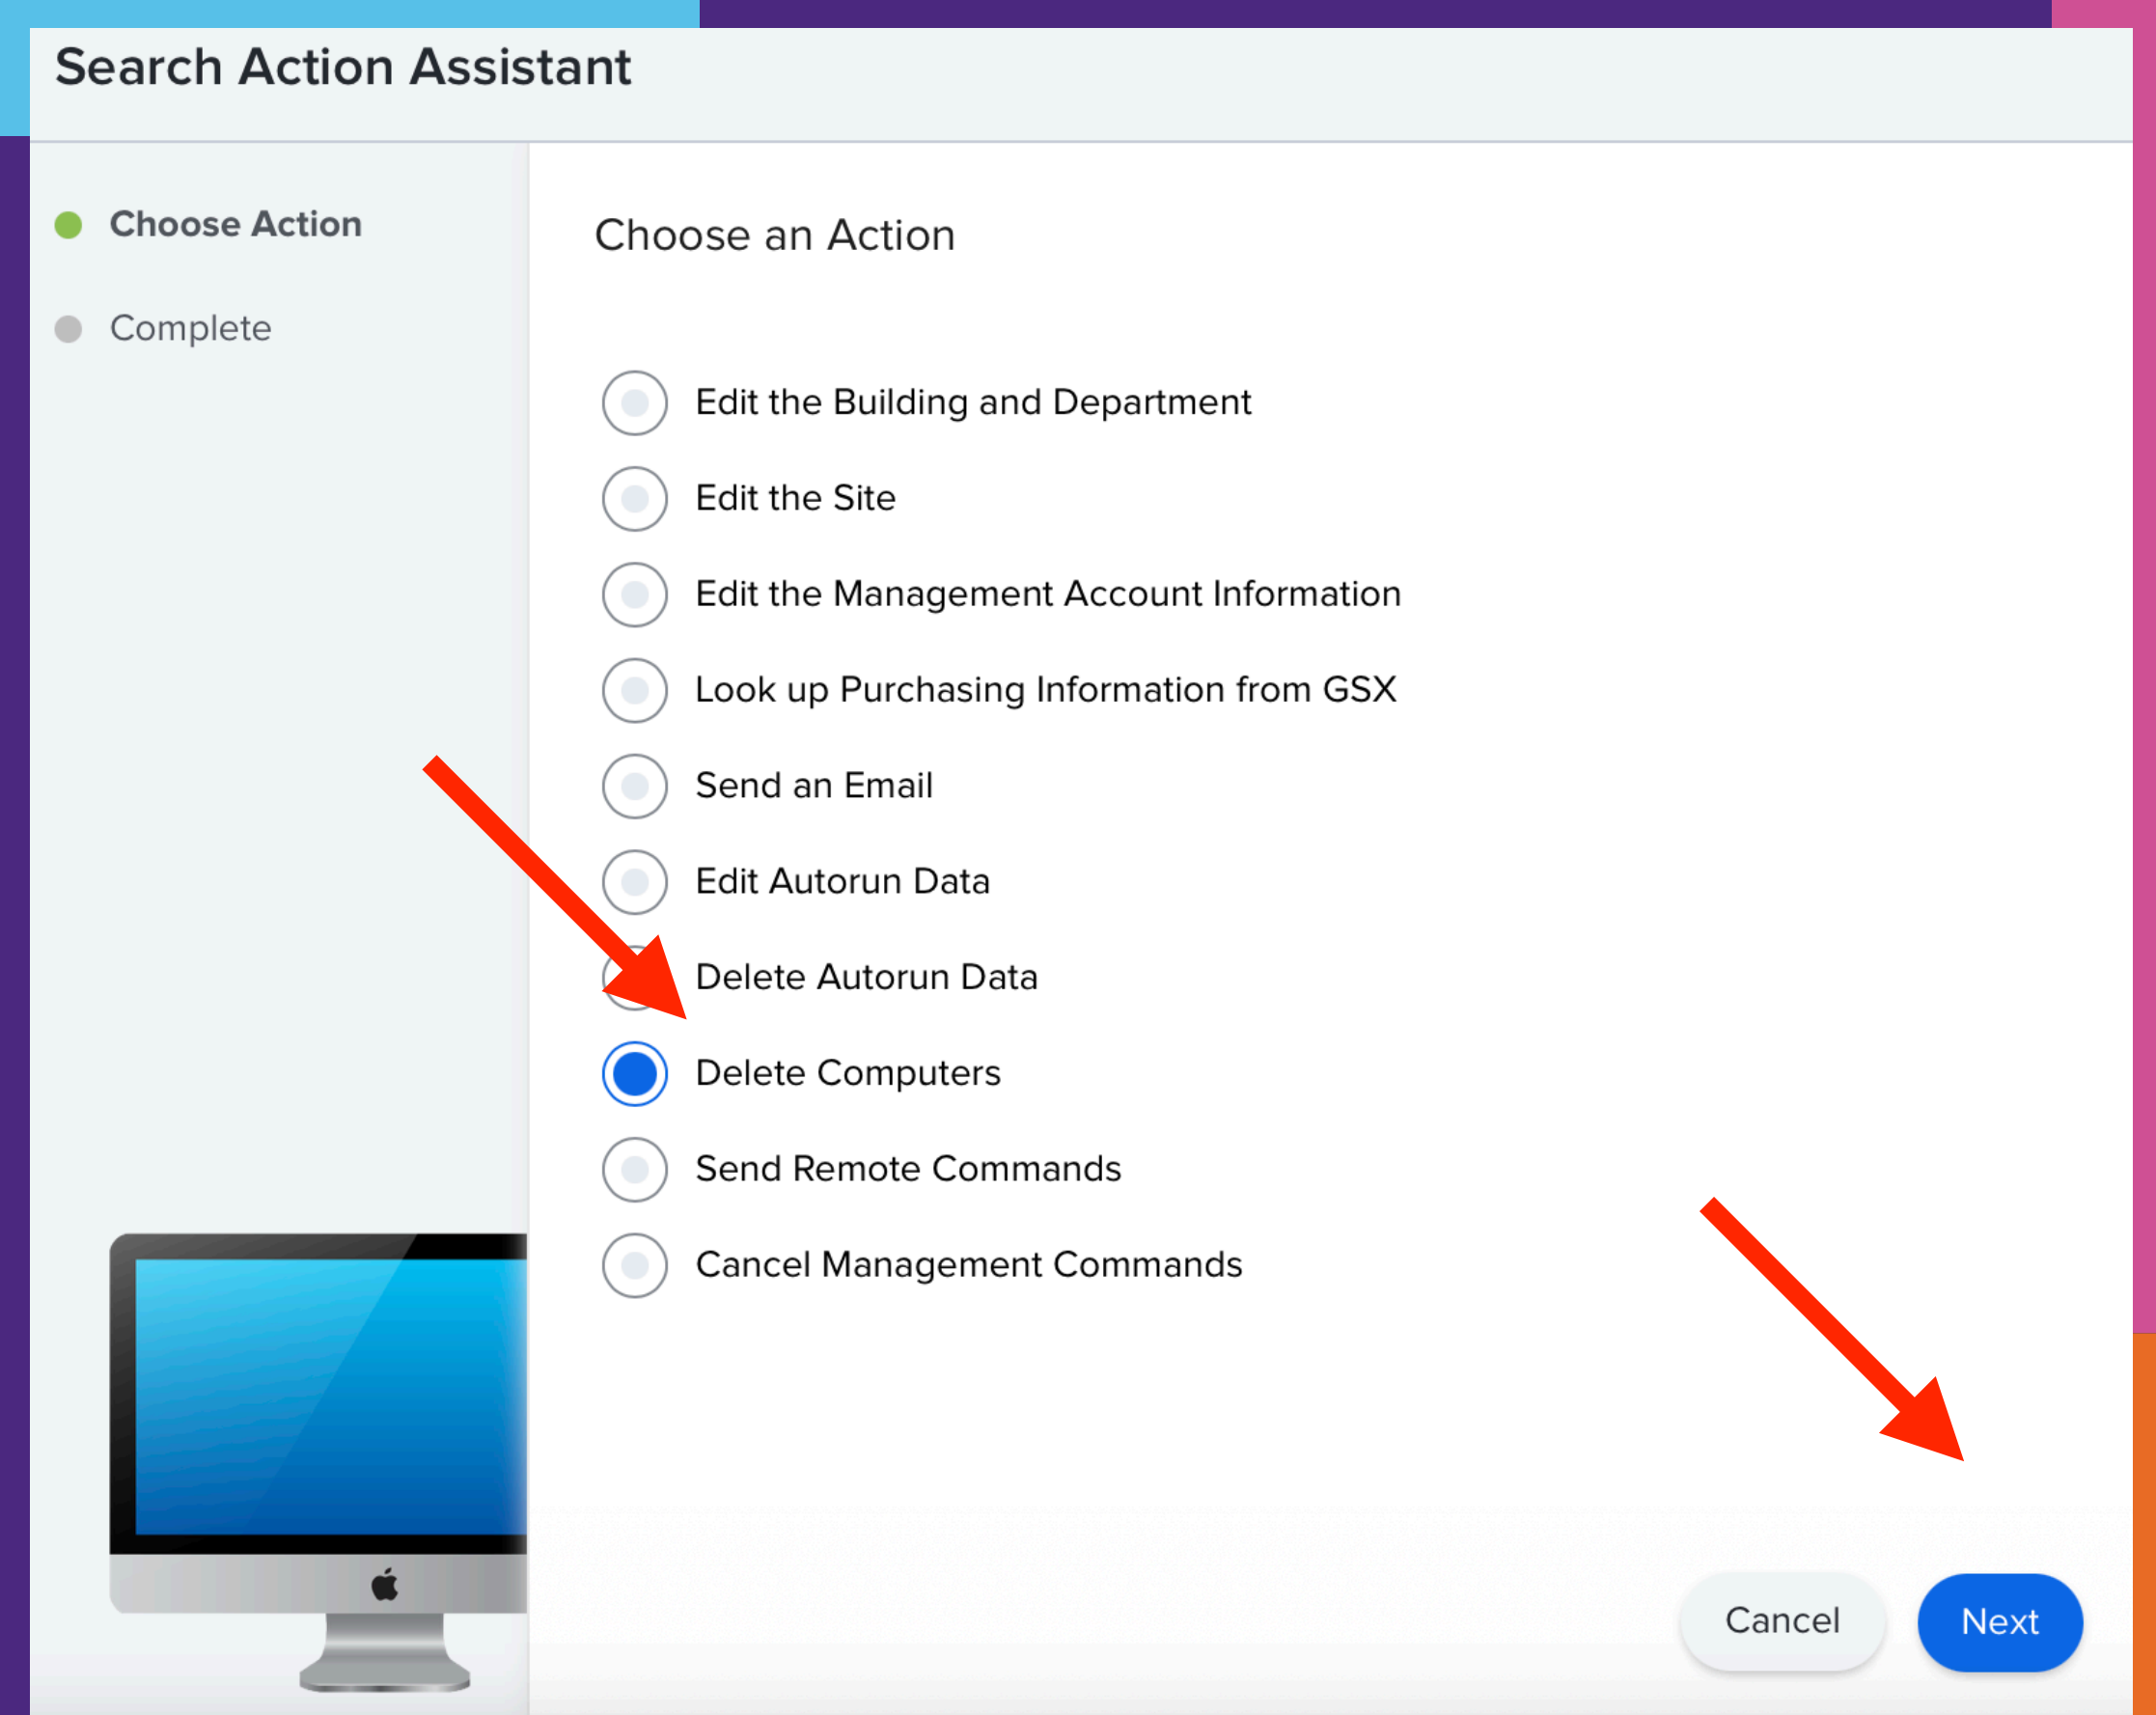 Search Action Assistant
Choose Action
Complete
Choose an Action
Edit the Building and Department
Edit the Site
Edit the Management Account Information
Look up Purchasing Information from GSX
Send an Email
Edit Autorun Data
Delete Autorun Data
Delete Computers
Send Remote Commands
Cancel Management Commands
Cancel
Next